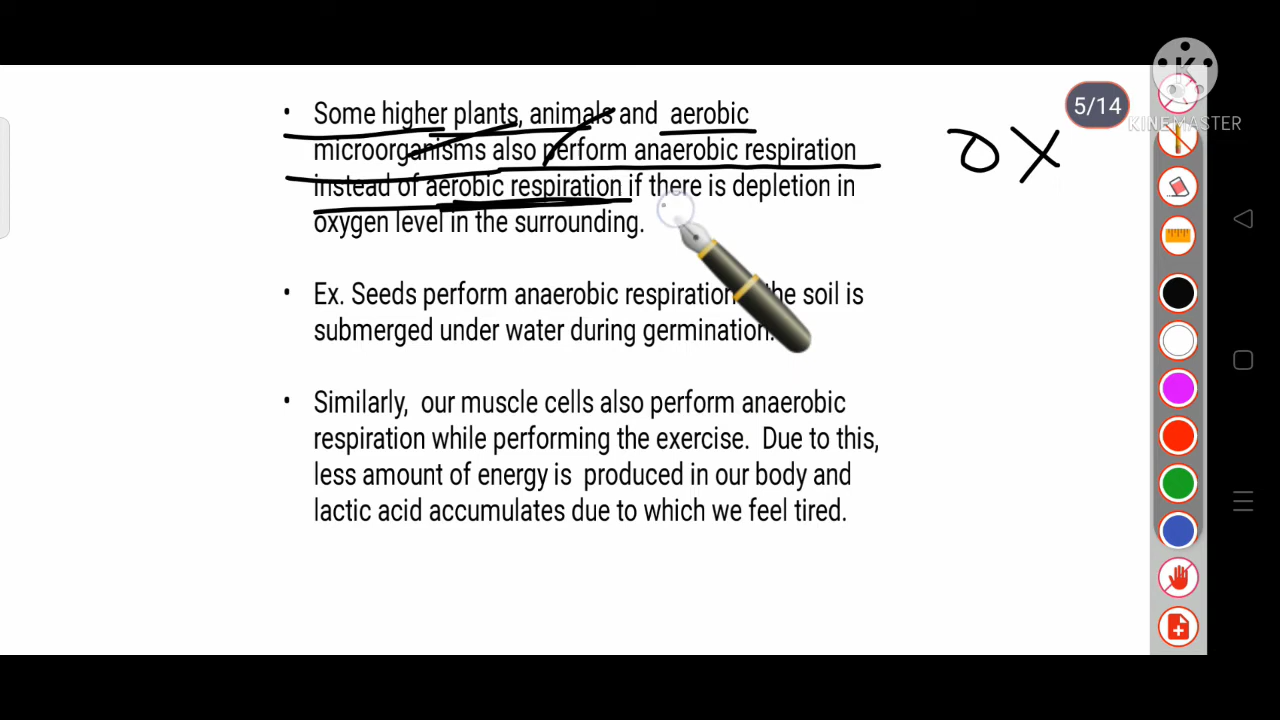 5/14
K
KINEMASTER
• Some higher plants, animals and aerobic
microorganisms also perform anaerobic respiration
instead of aerobic respiration if there is depletion in
oxygen level in the surrounding.
OX
• Ex. Seeds perform anaerobic respiration the soil is
submerged under water during germination.
• Similarly, our muscle cells also perform anaerobic
respiration while performing the exercise. Due to this,
less amount of energy is produced in our body and
lactic acid accumulates due to which we feel tired.